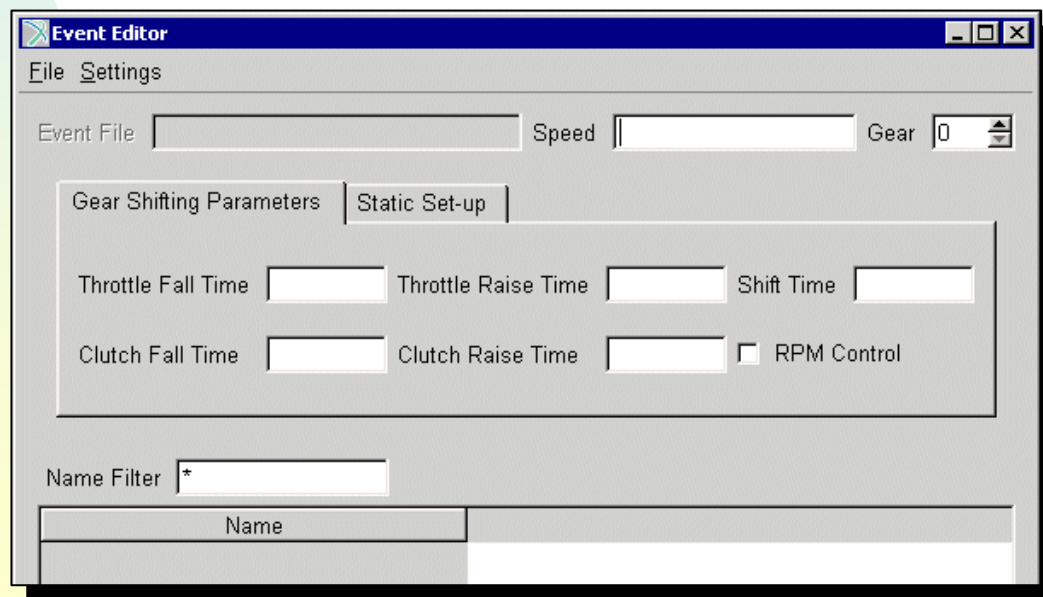 Event Editor
File Settings
Event File Speed Gear 0
Gear Shifting Parameters Static Set-up
Throttle Fall Time Throttle Raise Time Shift Time
Clutch Fall Time Clutch Raise Time RPM Control
Name Filter *
Name